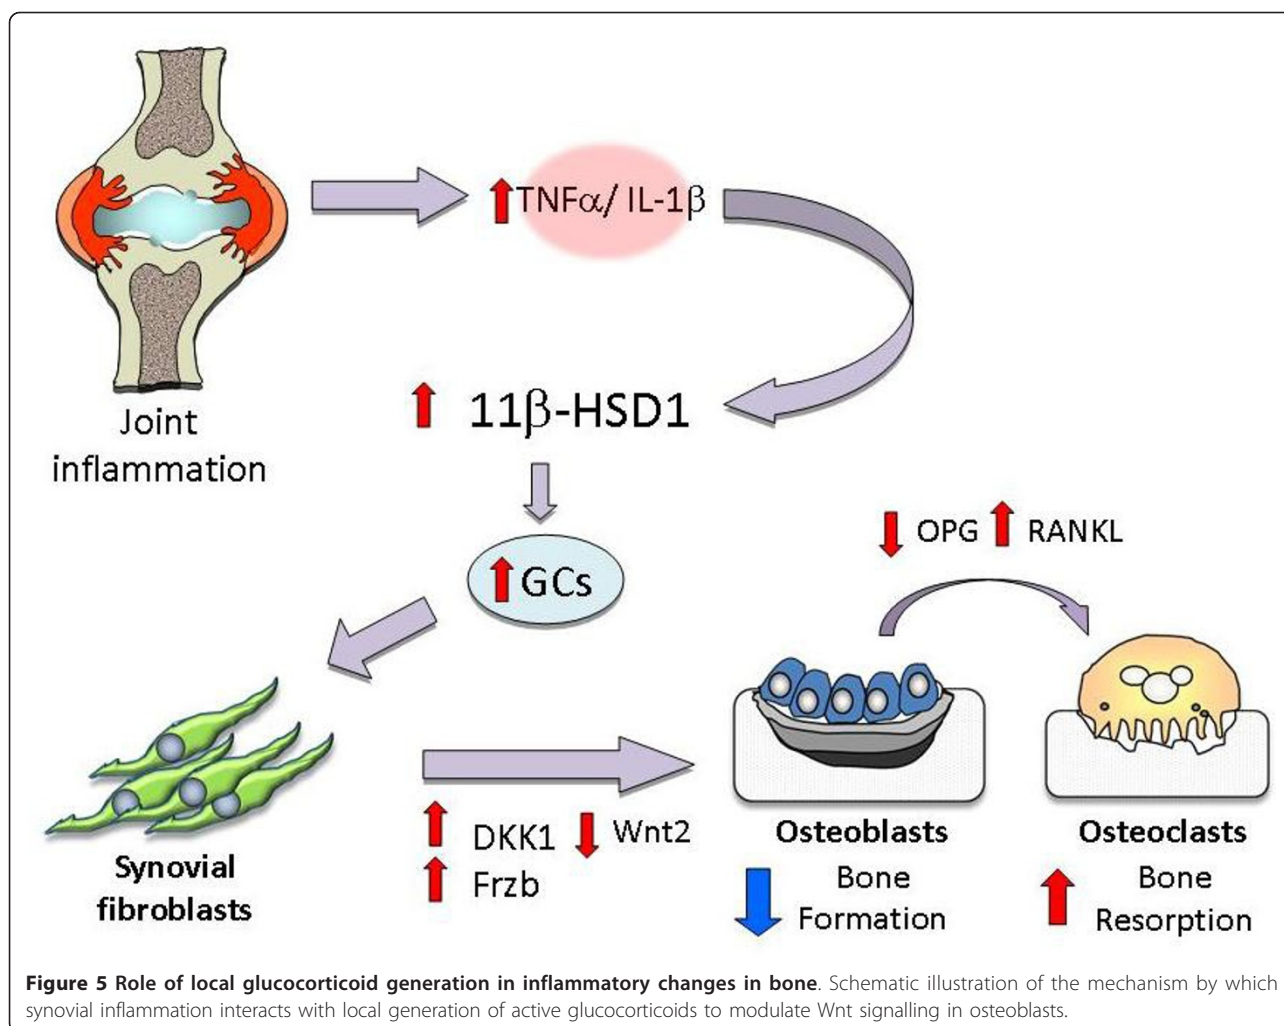 TNFα/ IL-1β
11β-HSD1
Joint
inflammation
GCs
OPG RANKL
DKK1 Wnt2
Frzb
Synovial
fibroblasts
Osteoblasts
Bone
Formation
Osteoclasts
Bone
Resorption
Figure 5 Role of local glucocorticoid generation in inflammatory changes in bone. Schematic illustration of the mechanism by which
synovial inflammation interacts with local generation of active glucocorticoids to modulate Wnt signalling in osteoblasts.